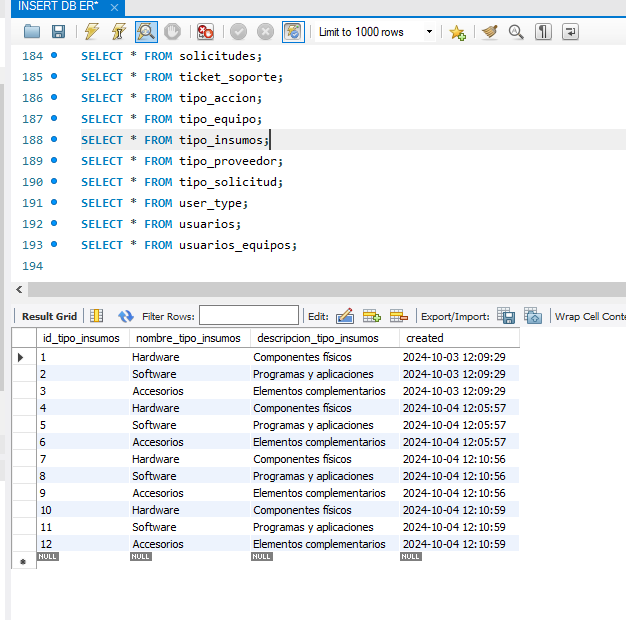 INSERT DB ER* ×
Limit to 1000 rows
184 SELECT * FROM solicitudes;
185 SELECT * FROM ticket_soporte;
186 SELECT * FROM tipo_accion;
187 SELECT * FROM tipo_equipo;
188 SELECT * FROM tipo_insumos;
189 SELECT * FROM tipo_proveedor;
190 SELECT * FROM tipo_solicitud;
191 SELECT * FROM user_type;
192 SELECT * FROM usuarios;
193 SELECT * FROM usuarios_equipos;
194
Result Grid Filter Rows: Edit: Export/Import: Wrap Cell Conte
id_tipo_insumos nombre_tipo_insumos descripcion_tipo_insumos created
1 Hardware Componentes físicos 2024-10-03 12:09:29
2 Software Programas y aplicaciones 2024-10-03 12:09:29
3 Accesorios Elementos complementarios 2024-10-03 12:09:29
4 Hardware Componentes físicos 2024-10-04 12:05:57
5 Software Programas y aplicaciones 2024-10-04 12:05:57
6 Accesorios Elementos complementarios 2024-10-04 12:05:57
7 Hardware Componentes físicos 2024-10-04 12:10:56
8 Software Programas y aplicaciones 2024-10-04 12:10:56
9 Accesorios Elementos complementarios 2024-10-04 12:10:56
10 Hardware Componentes físicos 2024-10-04 12:10:59
11 Software Programas y aplicaciones 2024-10-04 12:10:59
12 Accesorios Elementos complementarios 2024-10-04 12:10:59
NULL NULL NULL NULL